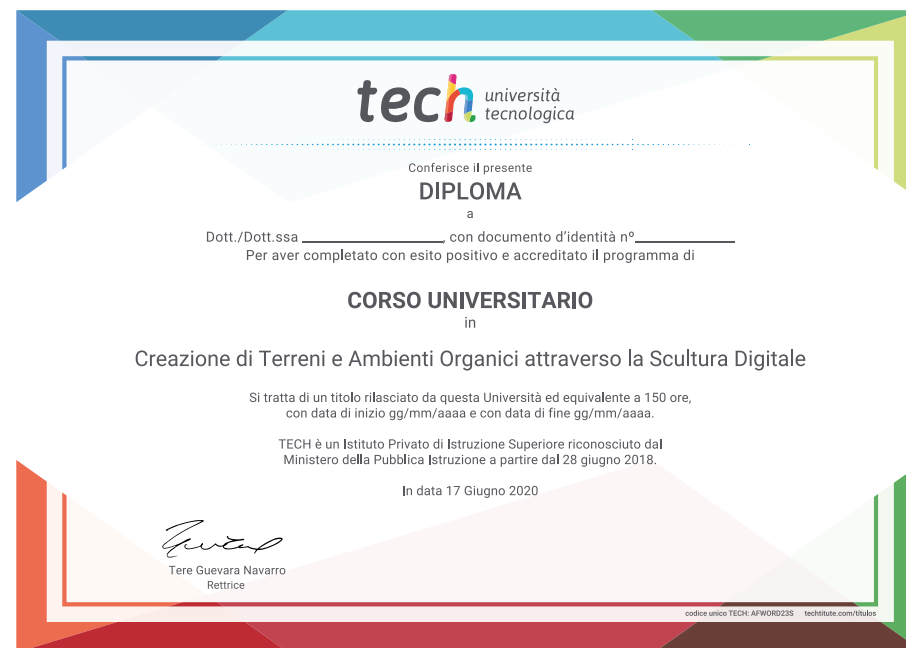 tech università
tecnologica
Conferisce il presente
DIPLOMA
a
Dott./Dott.ssa ____________________, con documento d'identità nº______________
Per aver completato con esito positivo e accreditato il programma di
CORSO UNIVERSITARIO
in
Creazione di Terreni e Ambienti Organici attraverso la Scultura Digitale
Si tratta di un titolo rilasciato da questa Università ed equivalente a 150 ore,
con data di inizio gg/mm/aaaa e con data di fine gg/mm/aaaa.
TECH è un Istituto Privato di Istruzione Superiore riconosciuto dal
Ministero della Pubblica Istruzione a partire dal 28 giugno 2018.
In data 17 Giugno 2020
Tere Guevara Navarro
Rettrice
codice unico TECH: AFWORD23S techtitute.com/títulos